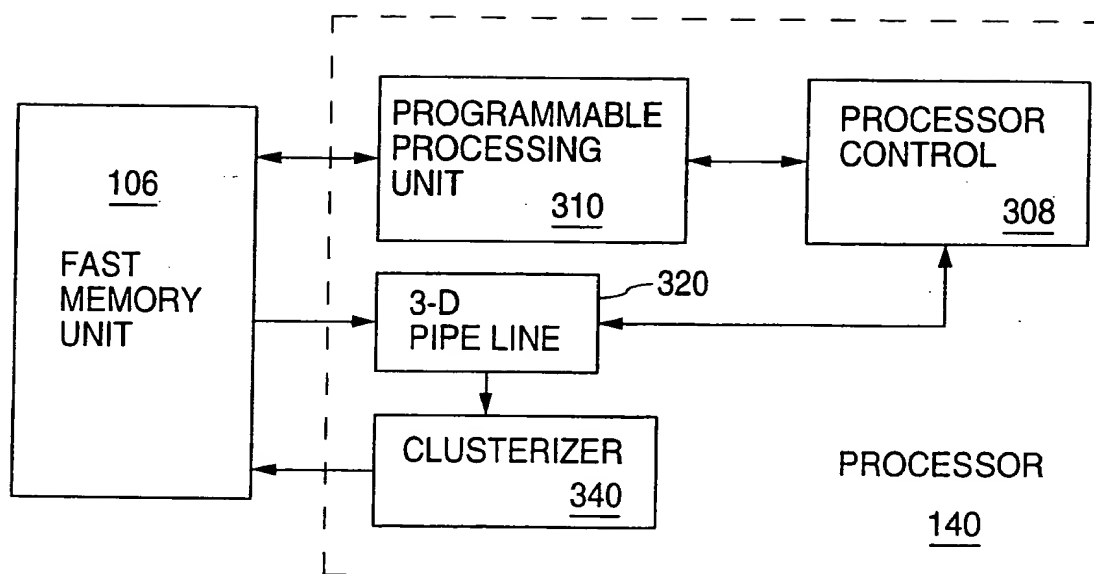 106
FAST
MEMORY
UNIT
PROGRAMMABLE
PROCESSING
UNIT
310
PROCESSOR
CONTROL
308
3-D
PIPE LINE
320
CLUSTERIZER
340
PROCESSOR
140